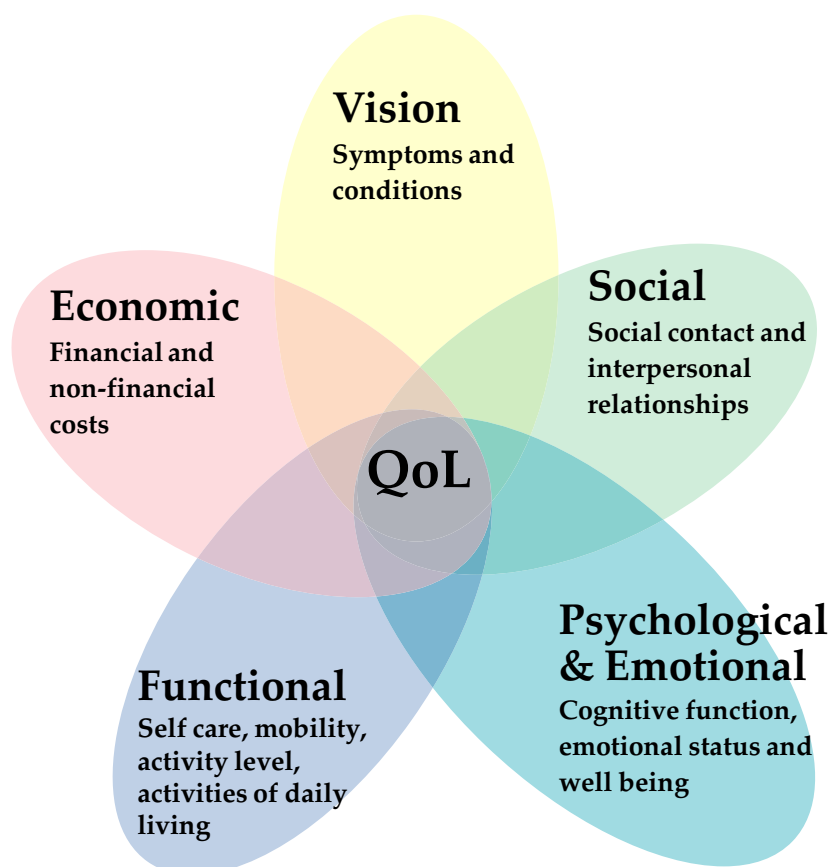 Vision
Symptoms and
conditions
Economic
Financial and
non-financial
costs
Social
Social contact and
interpersonal
relationships
QoL
Functional
Self care, mobility,
activity level,
activities of daily
living
Psychological
& Emotional
Cognitive function,
emotional status and
well being